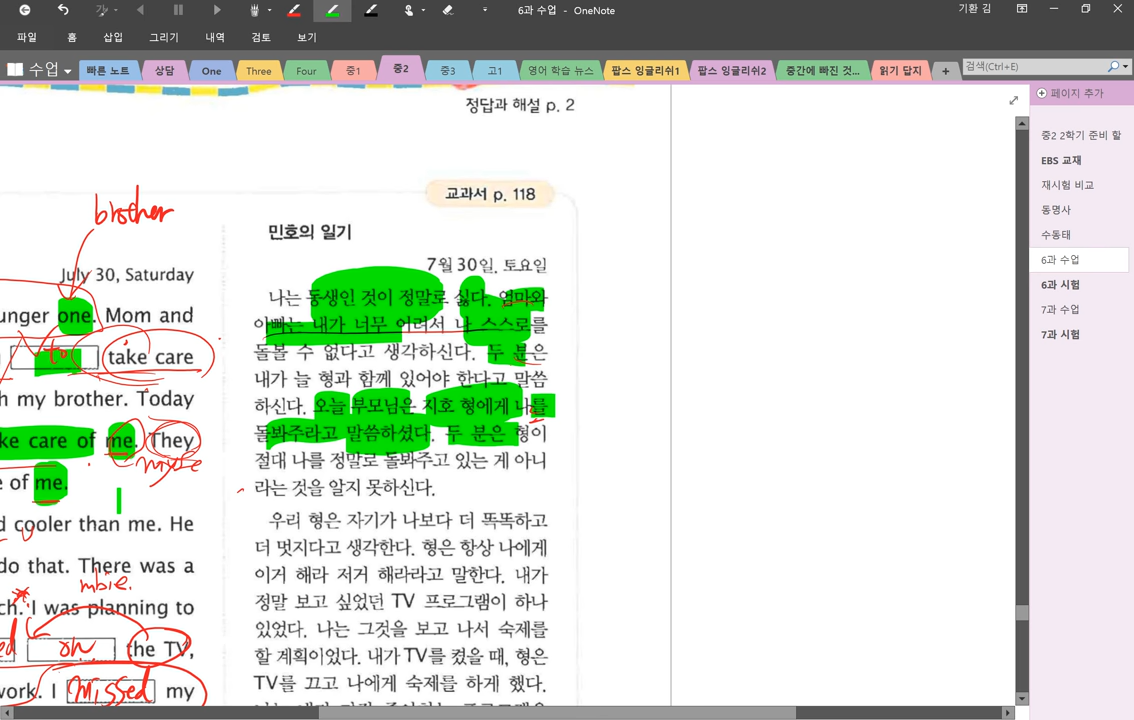 6과 수업 - OneNote
기환 김
파일 홈 삽입 그리기 내역 검토 보기
수업 빠른 노트 상담 One Three Four 중1 중2 중3 고1 영어 학습 뉴스 팝스 잉글리쉬1 팝스 잉글리쉬2 중간에 빠진 것... 읽기 답지 +
검색(Ctrl+E)
페이지 추가
중2 2학기 준비 할
EBS 교재
재시험 비교
동명사
수동태
6과 수업
6과 시험
7과 수업
7과 시험
정답과 해설 p. 2
교과서 p. 118
brother
July 30, Saturday
unger one. Mom and
to take care
h my brother. Today
ke care of me. They
e of me.
d cooler than me. He
do that. There was a
ch. I was planning to
on the TV,
work. I missed my
민호의 일기
7월 30일, 토요일
나는 동생인 것이 정말로 싫다. 엄마와
아빠는 내가 너무 어려서 나 스스로를
돌볼 수 없다고 생각하신다. 두 분은
내가 늘 형과 함께 있어야 한다고 말씀
하신다. 오늘 부모님은 지호 형에게 나를
돌봐주라고 말씀하셨다. 두 분은 형이
절대 나를 정말로 돌봐주고 있는 게 아니
라는 것을 알지 못하신다.
우리 형은 자기가 나보다 더 똑똑하고
더 멋지다고 생각한다. 형은 항상 나에게
이거 해라 저거 해라라고 말한다. 내가
정말 보고 싶었던 TV 프로그램이 하나
있었다. 나는 그것을 보고 나서 숙제를
할 계획이었다. 내가 TV를 켰을 때, 형은
TV를 끄고 나에게 숙제를 하게 했다.